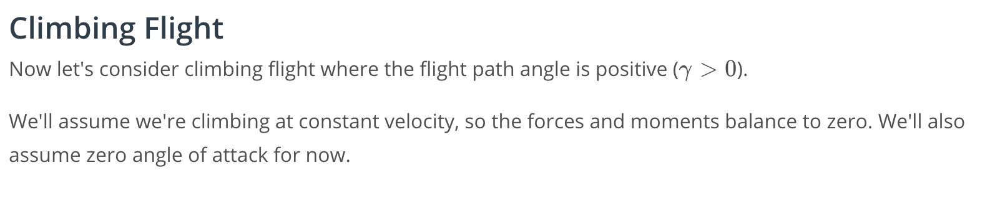 Climbing Flight
Now let's consider climbing flight where the flight path angle is positive (γ > 0).
We'll assume we're climbing at constant velocity, so the forces and moments balance to zero. We'll also
assume zero angle of attack for now.